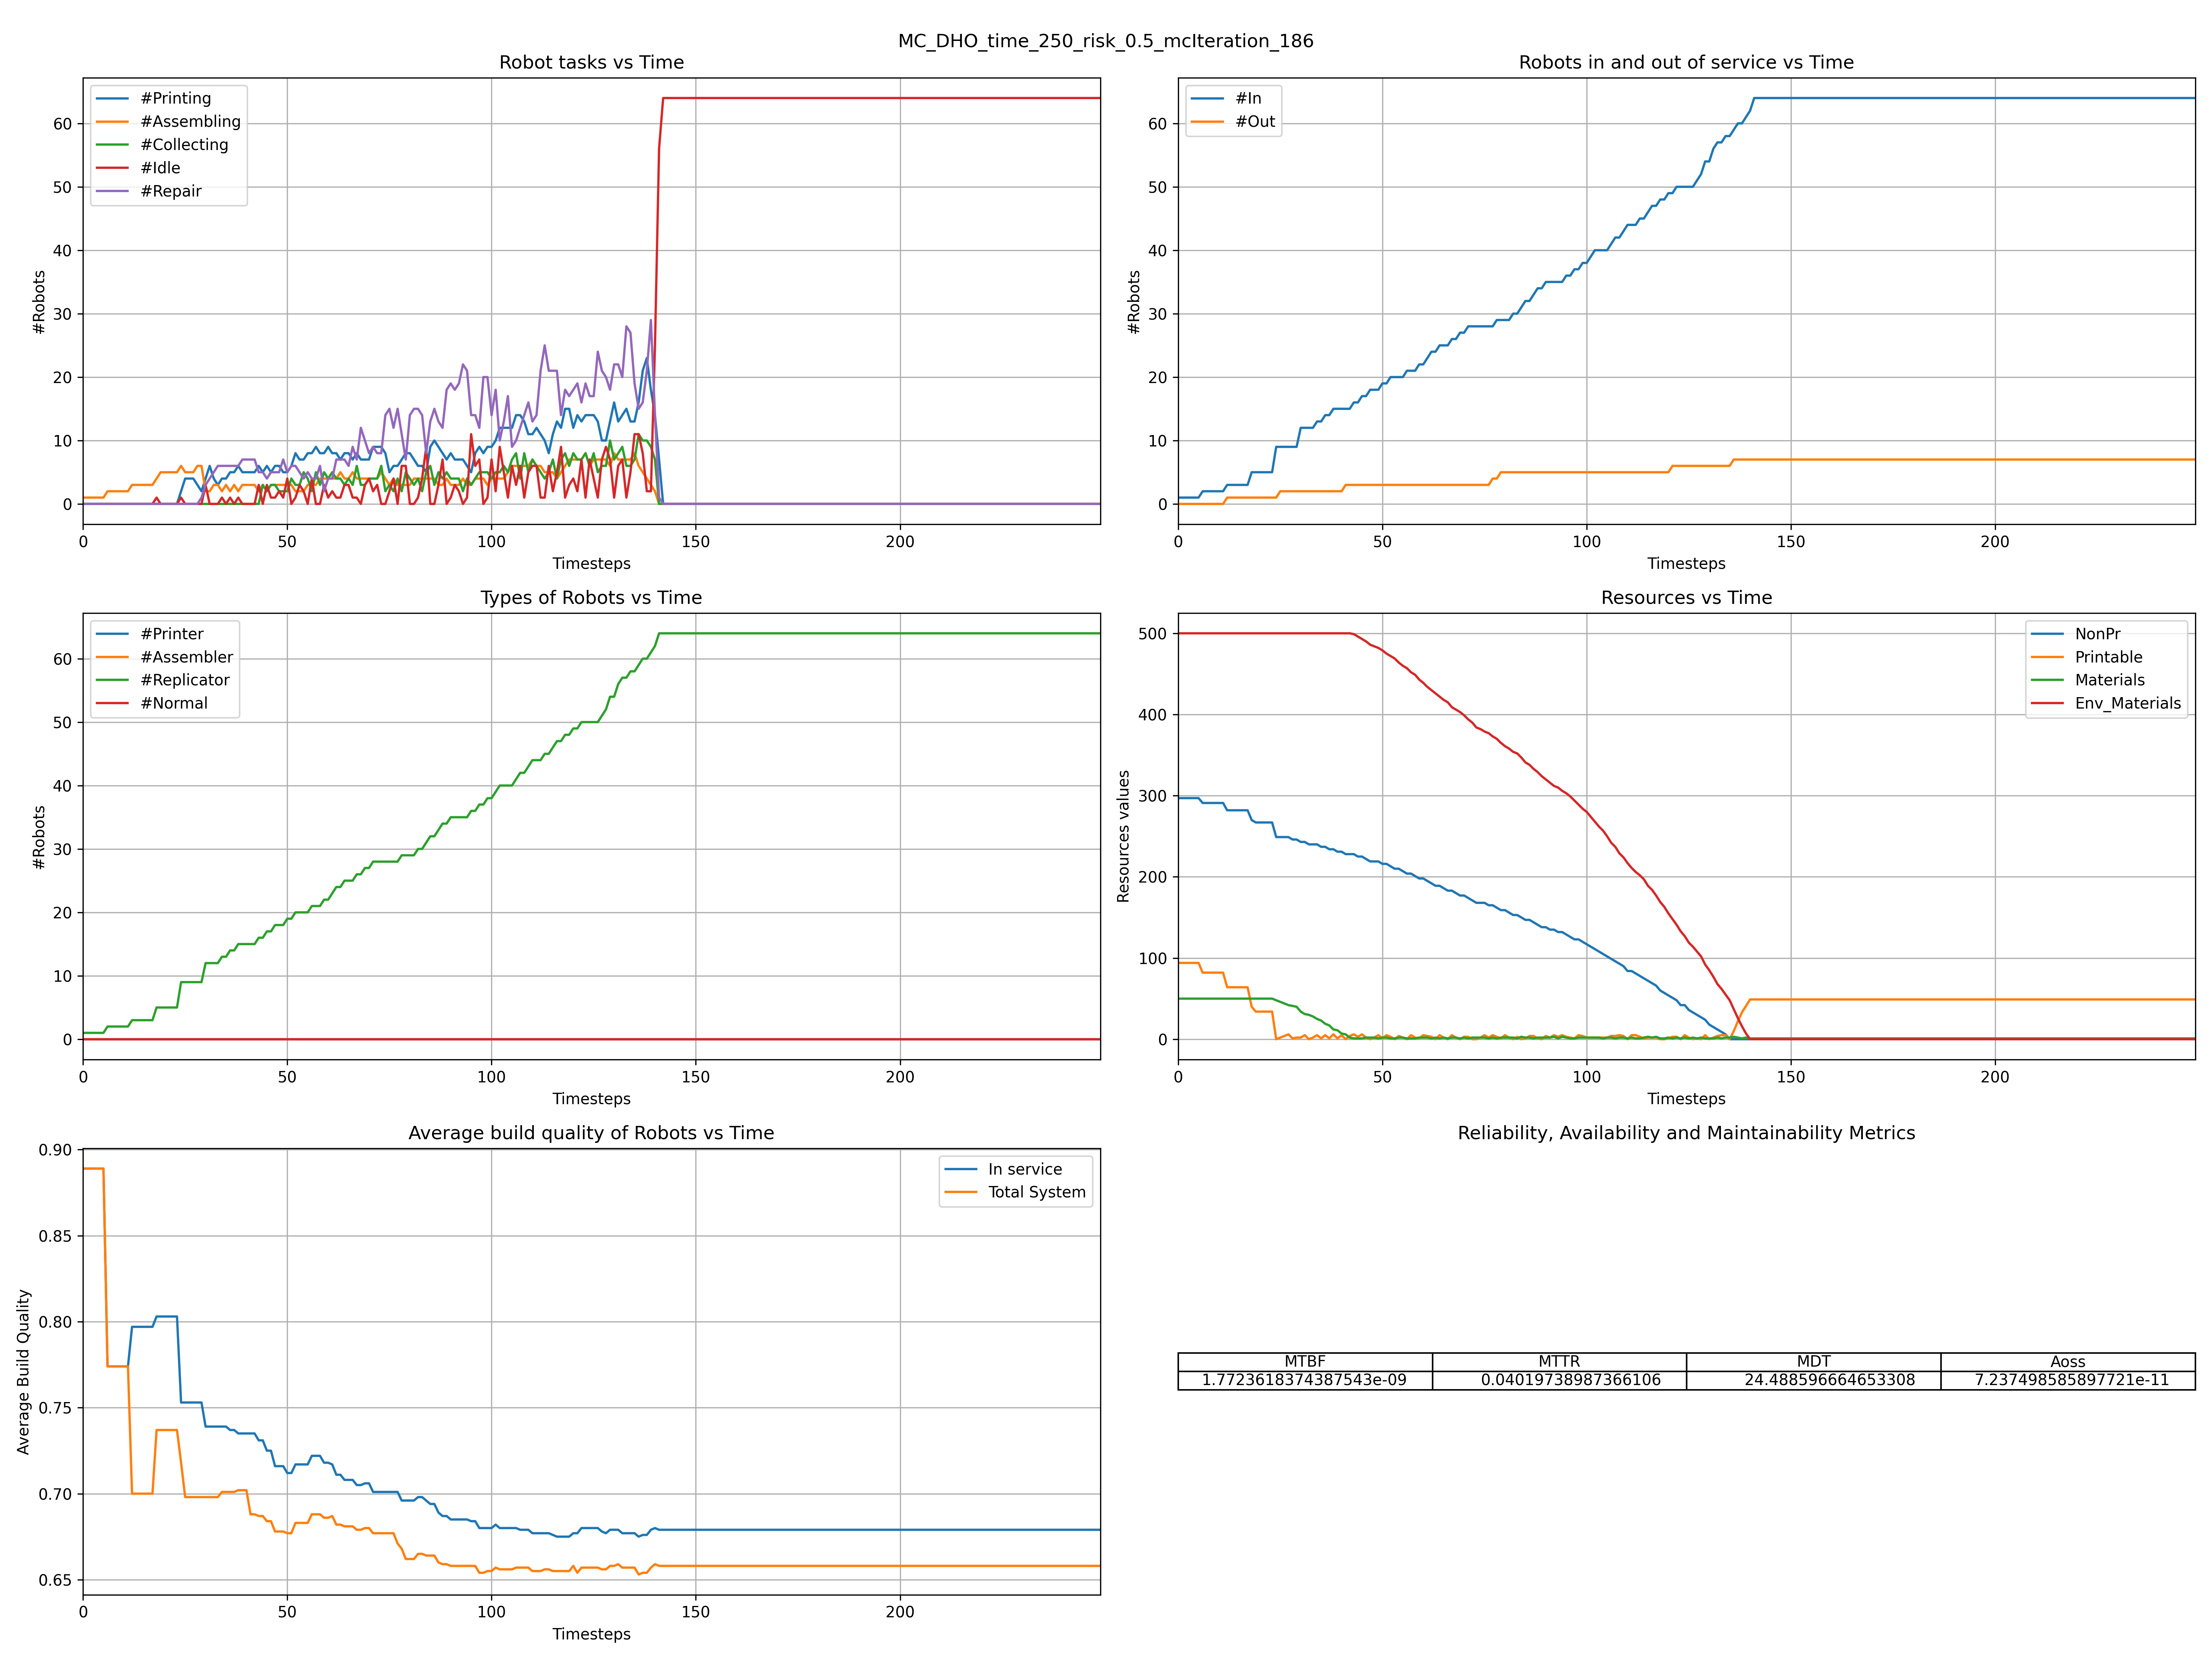 MC_DHO_time_250_risk_0.5_mcIteration_186
Robot tasks vs Time
#Printing
#Assembling
#Collecting
#Idle
#Repair
#Robots
60
50
40
30
20
10
0
0 50 100 150 200
Timesteps
Robots in and out of service vs Time
#In
#Out
#Robots
60
50
40
30
20
10
0
0 50 100 150 200
Timesteps
Types of Robots vs Time
#Printer
#Assembler
#Replicator
#Normal
#Robots
60
50
40
30
20
10
0
0 50 100 150 200
Timesteps
Resources vs Time
NonPr
Printable
Materials
Env_Materials
Resources values
500
400
300
200
100
0
0 50 100 150 200
Timesteps
Average build quality of Robots vs Time
In service
Total System
Average Build Quality
0.90
0.85
0.80
0.75
0.70
0.65
0 50 100 150 200
Timesteps
Reliability, Availability and Maintainability Metrics
MTBF MTTR MDT Aoss
1.7723618374387543e-09 0.04019738987366106 24.488596664653308 7.237498585897721e-11